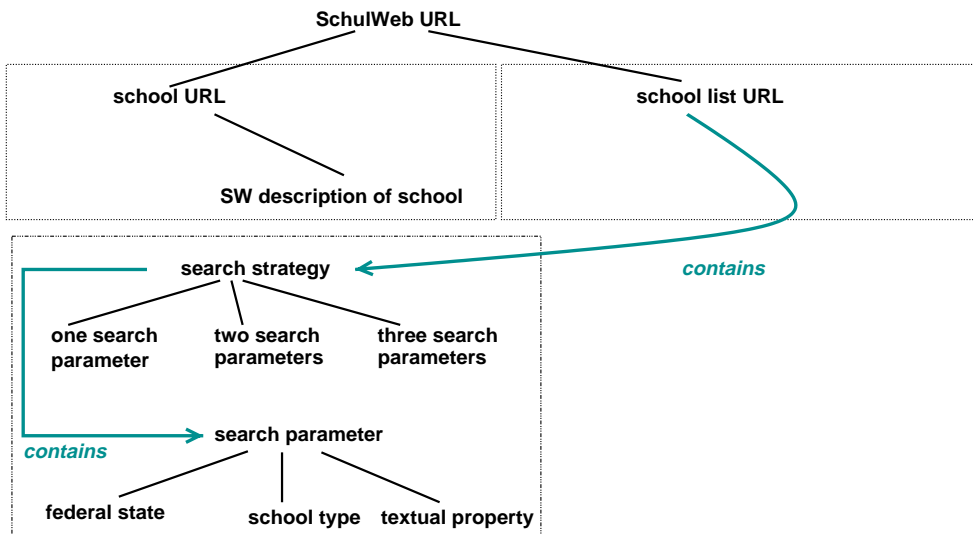 SchulWeb URL
school URL
school list URL
SW description of school
search strategy
contains
one search
parameter
two search
parameters
three search
parameters
search parameter
contains
federal state
school type
textual property